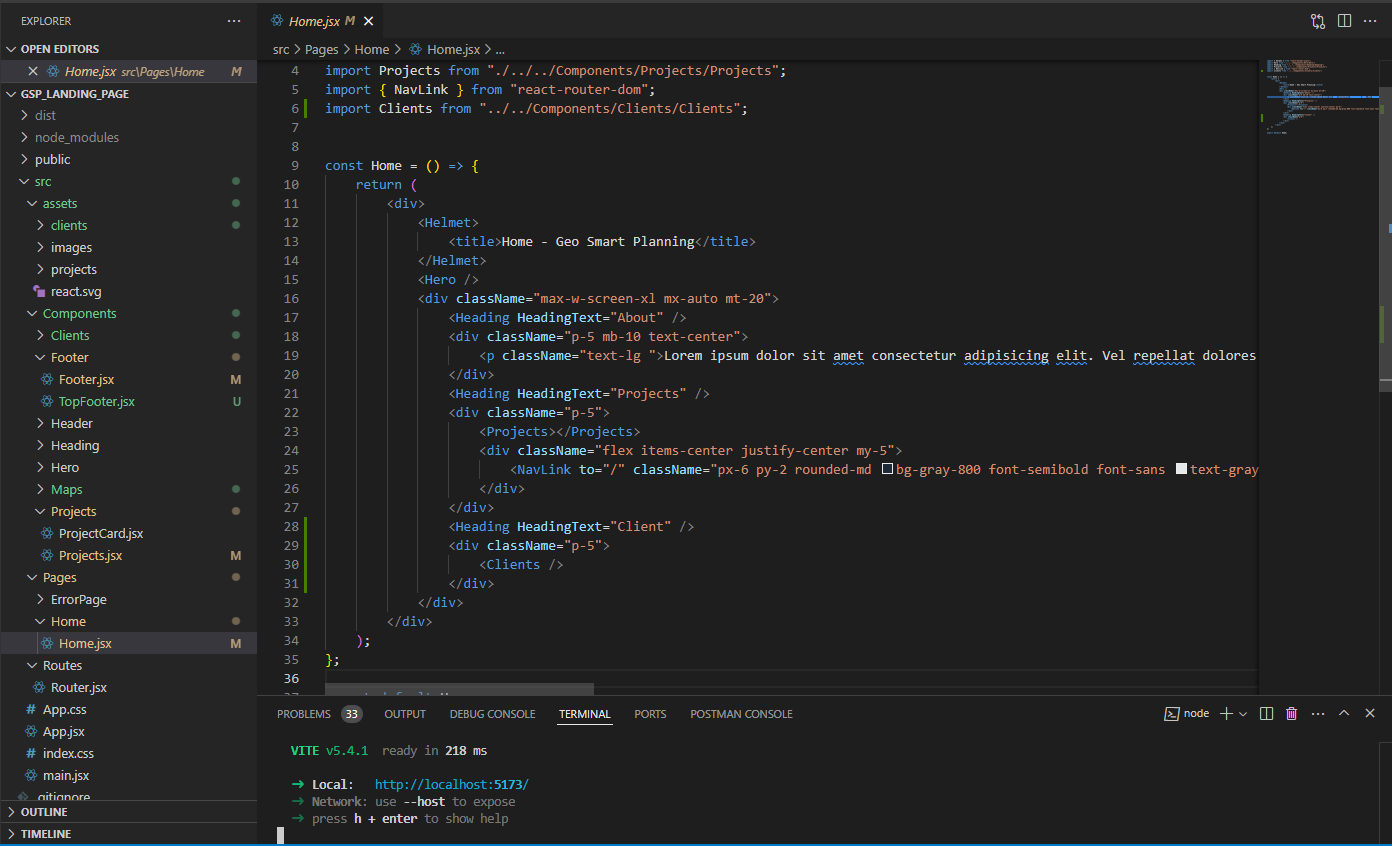 EXPLORER
OPEN EDITORS
Home.jsx src\Pages\Home M
GSP_LANDING_PAGE
dist
node_modules
public
src
assets
clients
images
projects
react.svg
Components
Clients
Footer
Footer.jsx M
TopFooter.jsx U
Header
Heading
Hero
Maps
Projects
ProjectCard.jsx
Projects.jsx M
Pages
ErrorPage
Home
Home.jsx M
Routes
Router.jsx
App.css
App.jsx
index.css
main.jsx
.gitignore
OUTLINE
TIMELINE
Home.jsx M
src > Pages > Home > Home.jsx > ...
4 import Projects from "./../../Components/Projects/Projects";
5 import { NavLink } from "react-router-dom";
6 import Clients from "../../Components/Clients/Clients";
7
8
9 const Home = () => {
10 return (
11 <div>
12 <Helmet>
13 <title>Home - Geo Smart Planning</title>
14 </Helmet>
15 <Hero />
16 <div className="max-w-screen-xl mx-auto mt-20">
17 <Heading HeadingText="About" />
18 <div className="p-5 mb-10 text-center">
19 <p className="text-lg ">Lorem ipsum dolor sit amet consectetur adipisicing elit. Vel repellat dolores
20 </div>
21 <Heading HeadingText="Projects" />
22 <div className="p-5">
23 <Projects></Projects>
24 <div className="flex items-center justify-center my-5">
25 <NavLink to="/" className="px-6 py-2 rounded-md bg-gray-800 font-semibold font-sans text-gray
26 </div>
27 </div>
28 <Heading HeadingText="Client" />
29 <div className="p-5">
30 <Clients />
31 </div>
32 </div>
33 </div>
34 );
35 };
36
PROBLEMS 33 OUTPUT DEBUG CONSOLE TERMINAL PORTS POSTMAN CONSOLE node
VITE v5.4.1 ready in 218 ms
➜ Local: http://localhost:5173/
➜ Network: use --host to expose
➜ press h + enter to show help